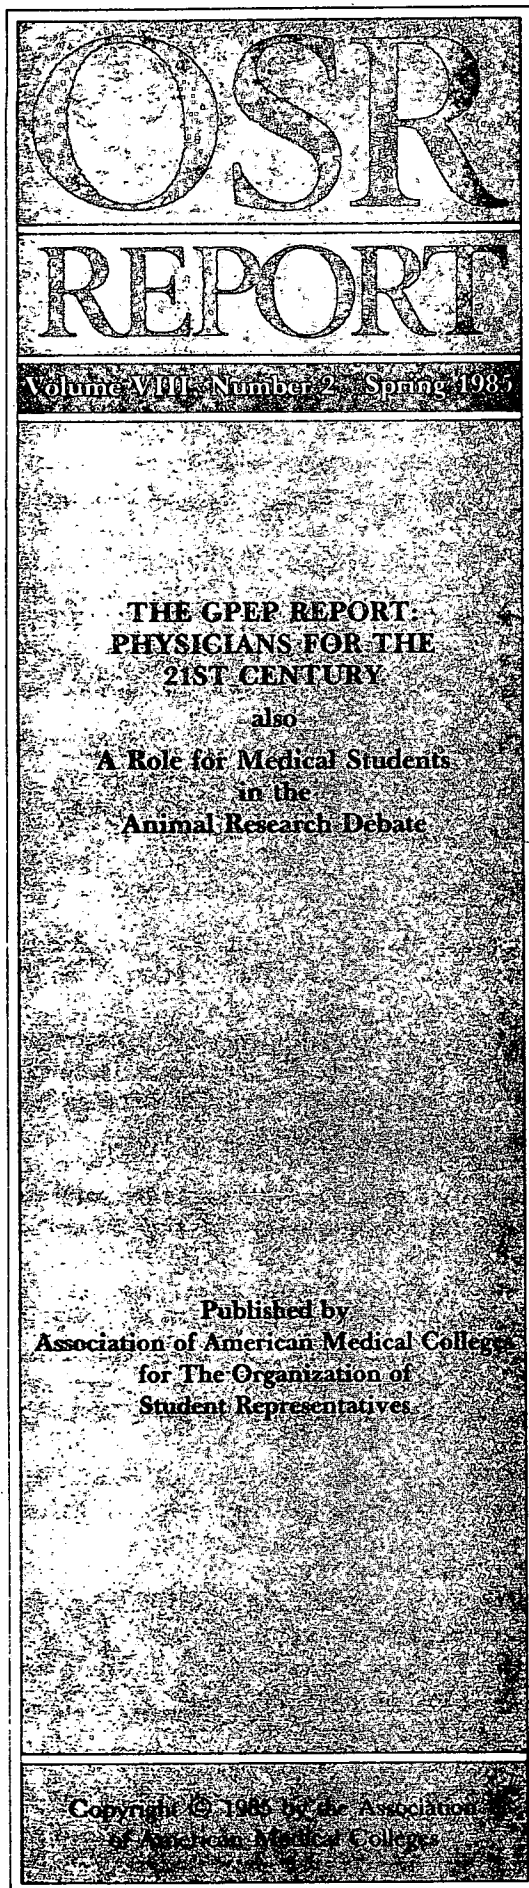 OSR
REPORT
Volume VIII Number 2 Spring 1985
THE GPEP REPORT:
PHYSICIANS FOR THE
21ST CENTURY
also
A Role for Medical Students
in the
Animal Research Debate
Published by
Association of American Medical Colleges
for The Organization of
Student Representatives
Copyright © 1985 by the Association
of American Medical Colleges